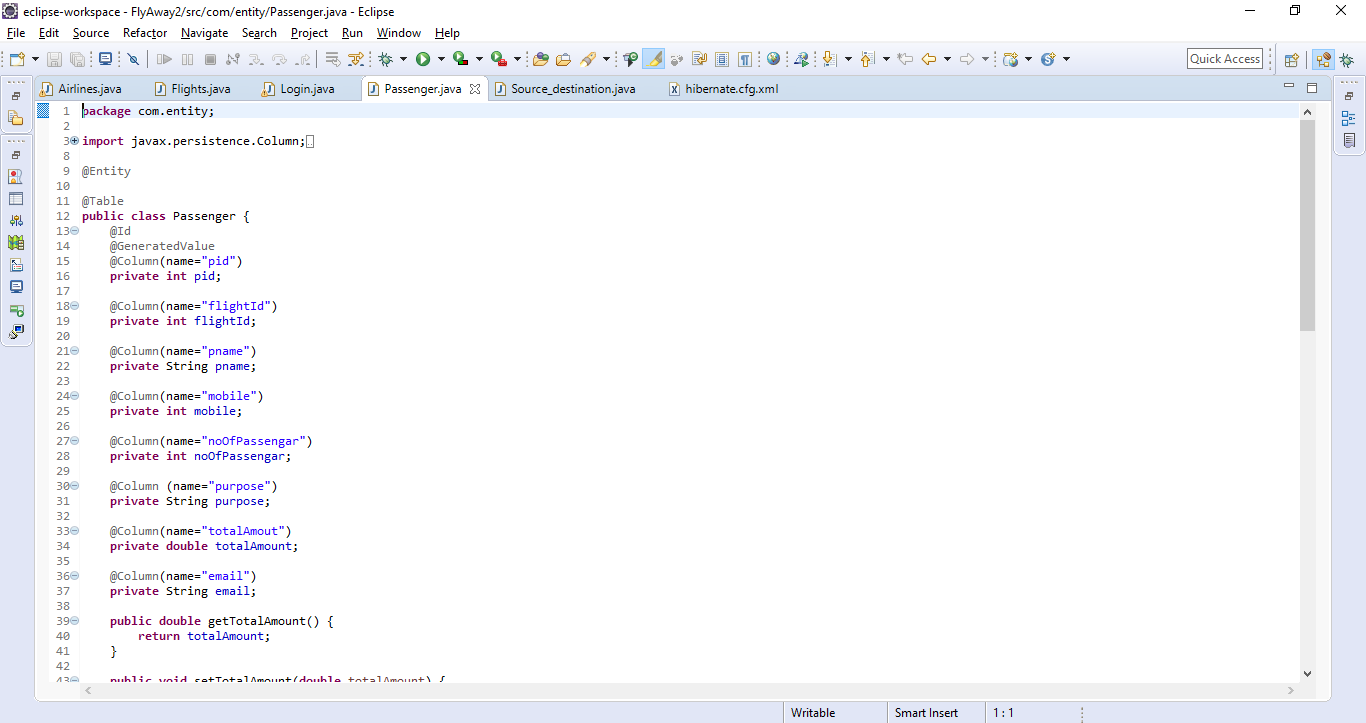 eclipse-workspace - FlyAway2/src/com/entity/Passenger.java - Eclipse
File Edit Source Refactor Navigate Search Project Run Window Help
Quick Access
Airlines.java Flights.java Login.java Passenger.java Source_destination.java hibernate.cfg.xml
1 package com.entity;
2
3 import javax.persistence.Column;
8
9 @Entity
10
11 @Table
12 public class Passenger {
13 @Id
14 @GeneratedValue
15 @Column(name="pid")
16 private int pid;
17
18 @Column(name="flightId")
19 private int flightId;
20
21 @Column(name="pname")
22 private String pname;
23
24 @Column(name="mobile")
25 private int mobile;
26
27 @Column(name="noOfPassengar")
28 private int noOfPassengar;
29
30 @Column (name="purpose")
31 private String purpose;
32
33 @Column(name="totalAmout")
34 private double totalAmount;
35
36 @Column(name="email")
37 private String email;
38
39 public double getTotalAmount() {
40 return totalAmount;
41 }
42
43 public void setTotalAmount(double totalAmount) {
Writable Smart Insert 1 : 1